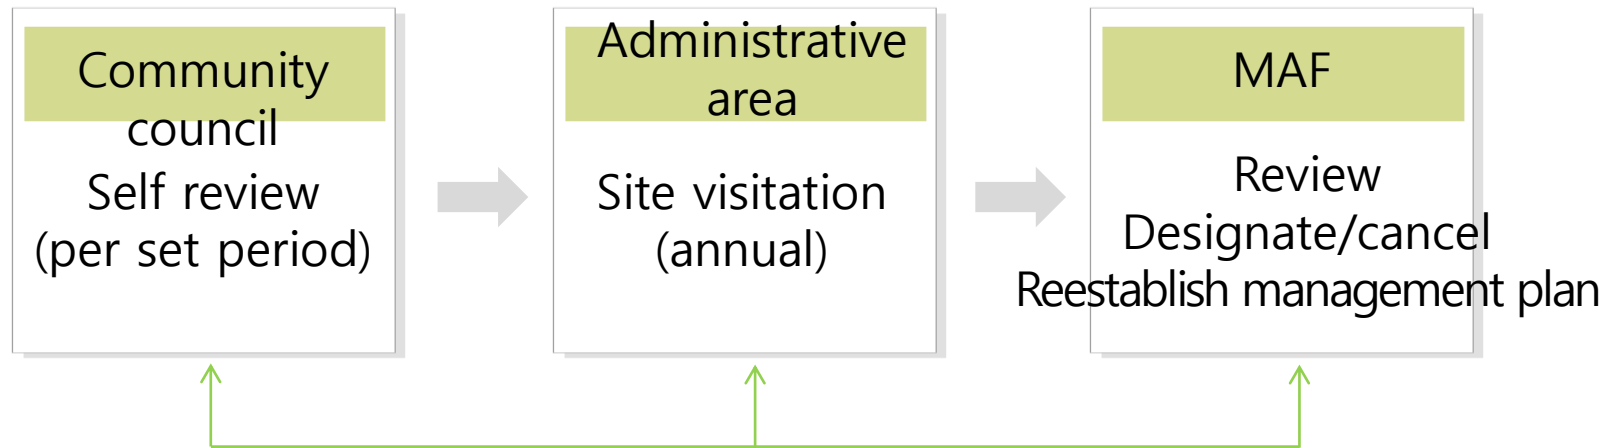 Community
council
Self review
(per set period)
Administrative
area
Site visitation
(annual)
MAF
Review
Designate/cancel
Reestablish management plan